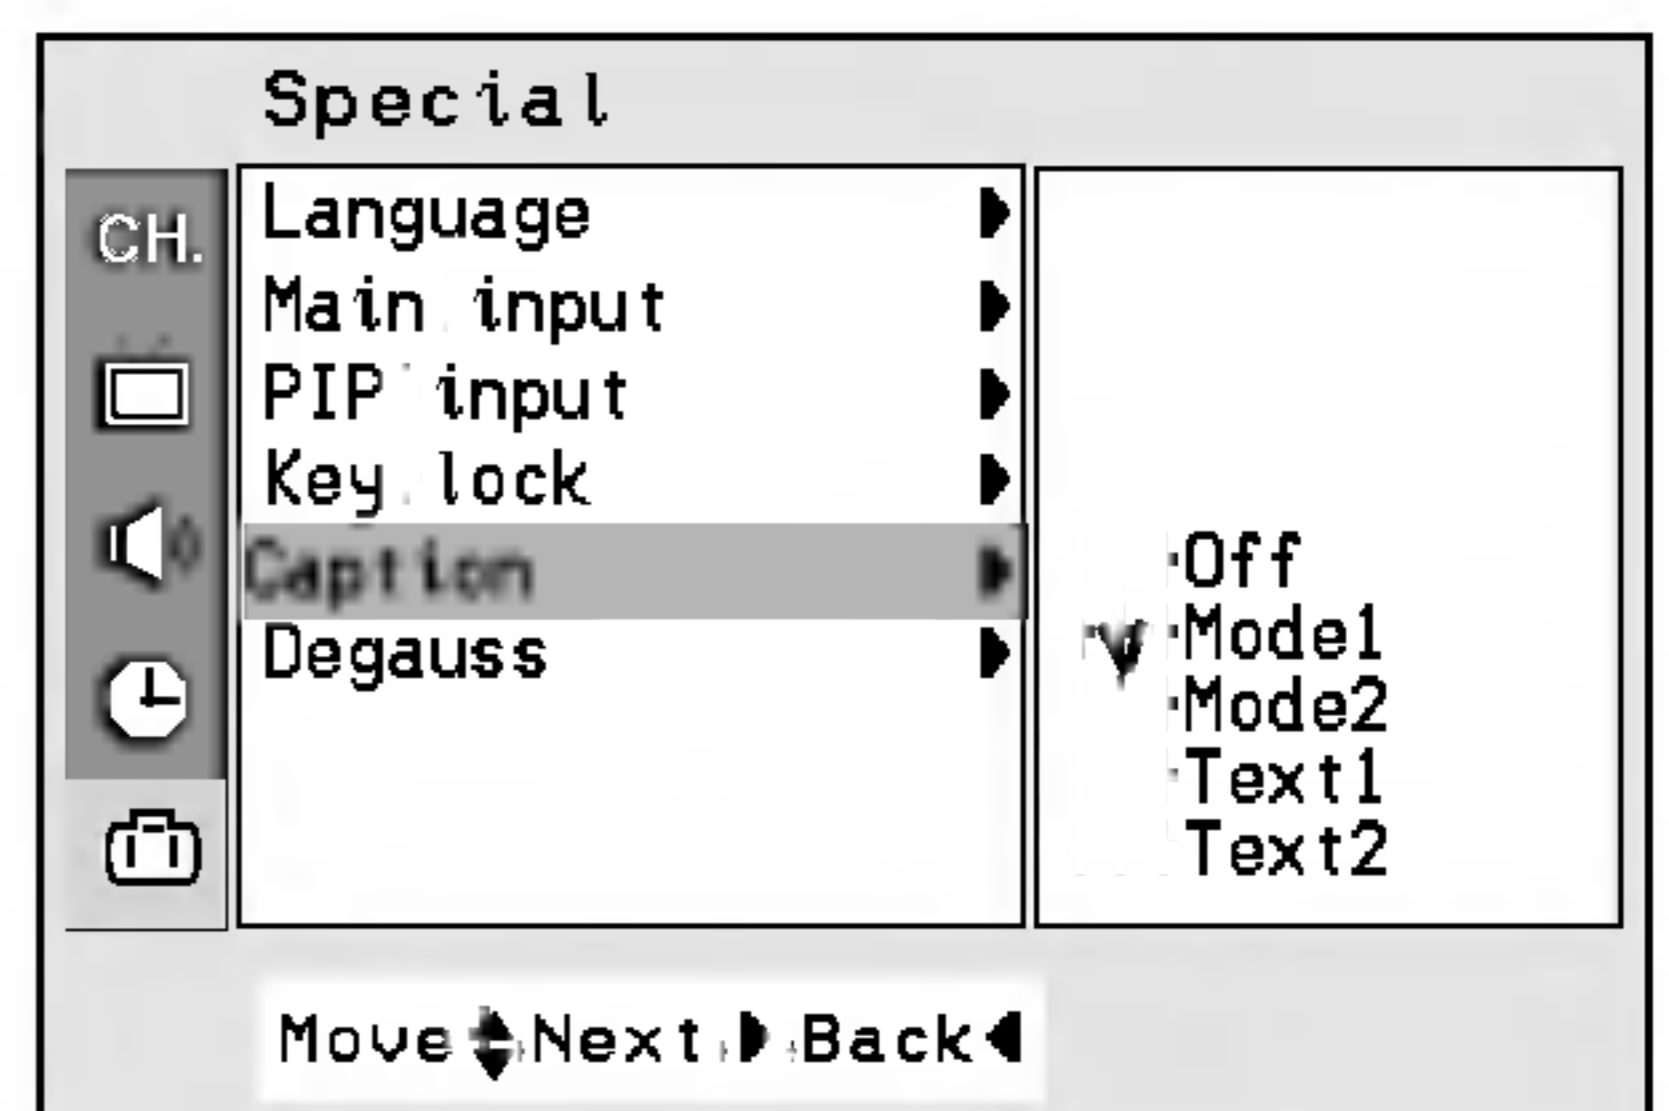 Special
CH.
Language
Main input
PIP input
Key lock
Caption
Degauss
Off
Mode1
Mode2
Text1
Text2
Move Next Back